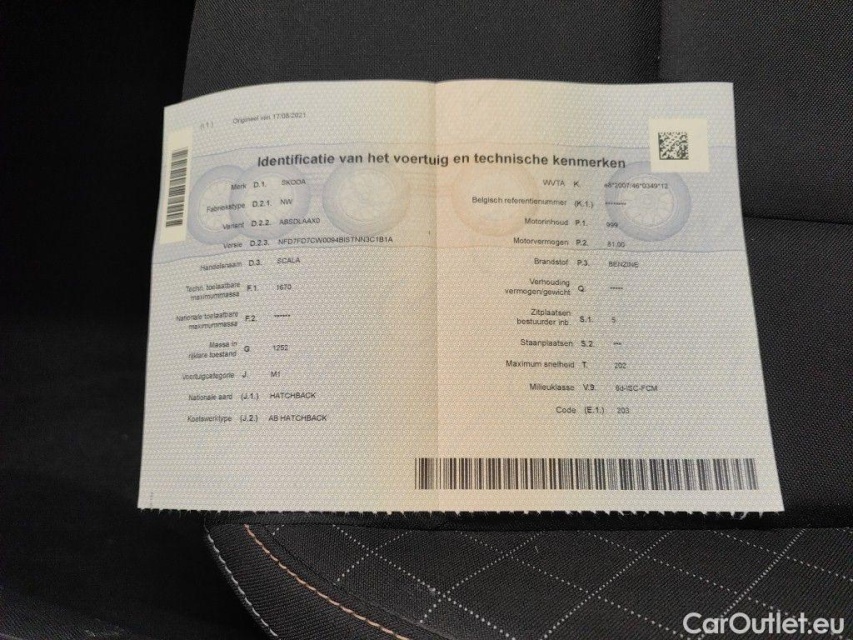 (I1.) Origineel van 17/08/2021
Identificatie van het voertuig en technische kenmerken
Merk D.1. SKODA
Fabriekstype D.2.1. NW
Variant D.2.2. ABSDLAAX0
Versie D.2.3. NFD7FD7CW0094BISTNN3C1B1A
Handelsnaam D.3. SCALA
Techn. toelaatbare
maximummassa F.1. 1670
Nationale toelaatbare
maximummassa F.2. ------
Massa in
rijklare toestand G. 1252
Voertuigcategorie J. M1
Nationale aard (J.1.) HATCHBACK
Koetswerktype (J.2.) AB HATCHBACK
WVTA K. e8*2007/46*0349*12
Belgisch referentienummer (K.1.) -------
Motorinhoud P.1. 999
Motorvermogen P.2. 81.00
Brandstof P.3. BENZINE
Verhouding
vermogen/gewicht Q. -----
Zitplaatsen
bestuurder inb. S.1. 5
Staanplaatsen S.2. ---
Maximum snelheid T. 202
Milieuklasse V.9. 6d-ISC-FCM
Code (E.1.) 203
CarOutlet.eu